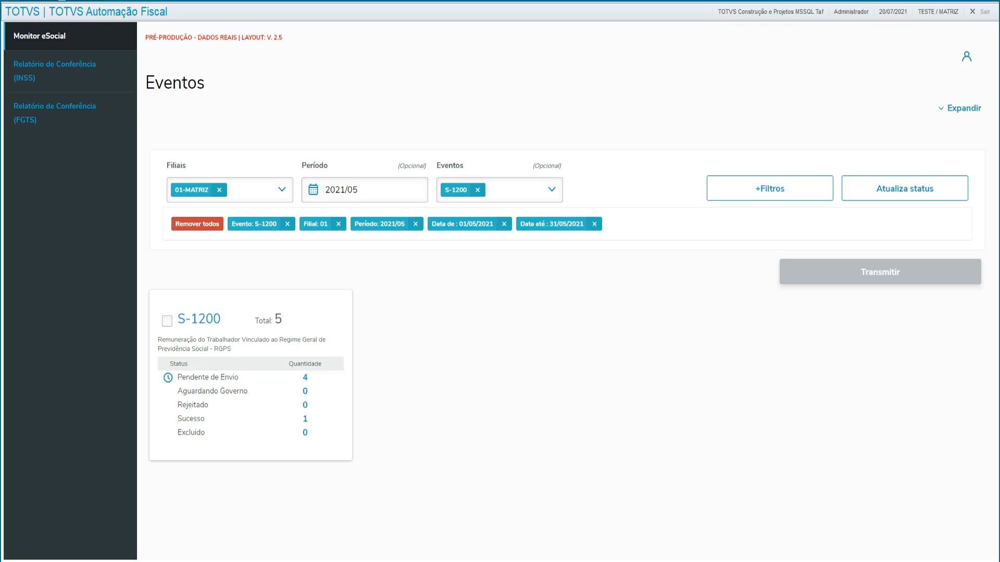 TOTVS | TOTVS Automação Fiscal
TOTVS Construção e Projetos MSSQL Taf
Administrador
20/07/2021
TESTE / MATRIZ
Sair
Monitor eSocial
Relatório de Conferência
(INSS)
Relatório de Conferência
(FGTS)
PRÉ-PRODUÇÃO - DADOS REAIS | LAYOUT: V. 2.5
Eventos
Expandir
Filiais
Período (Opcional)
Eventos (Opcional)
01-MATRIZ ×
2021/05
S-1200 ×
+Filtros
Atualiza status
Remover todos
Evento: S-1200 ×
Filial: 01 ×
Período: 2021/05 ×
Data de : 01/05/2021 ×
Data até : 31/05/2021 ×
Transmitir
S-1200 Total: 5
Remuneração do Trabalhador Vinculado ao Regime Geral de
Previdência Social - RGPS
Status Quantidade
Pendente de Envio 4
Aguardando Governo 0
Rejeitado 0
Sucesso 1
Excluido 0